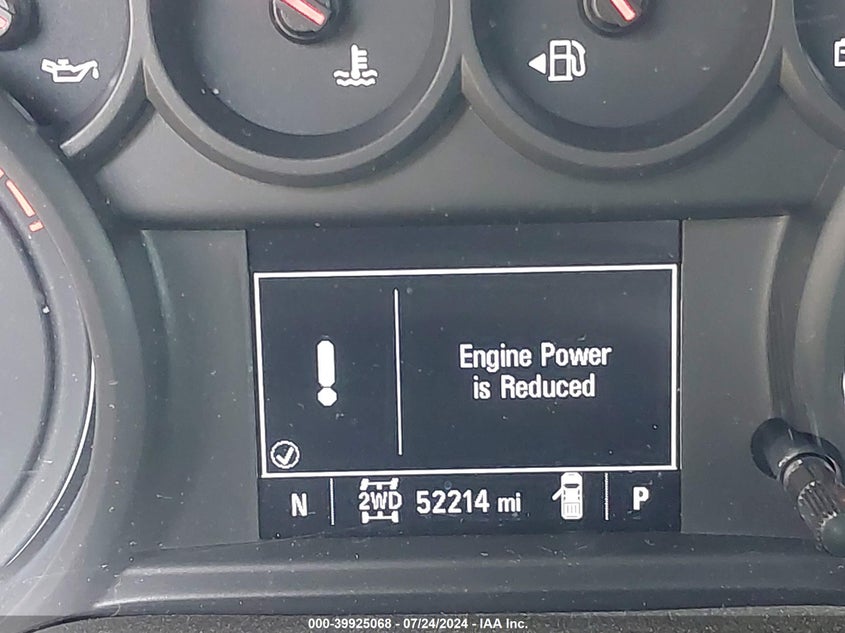 Engine Power
is Reduced
N 2WD 52214 mi P
000-39925068 - 07/24/2024 - IAA Inc.